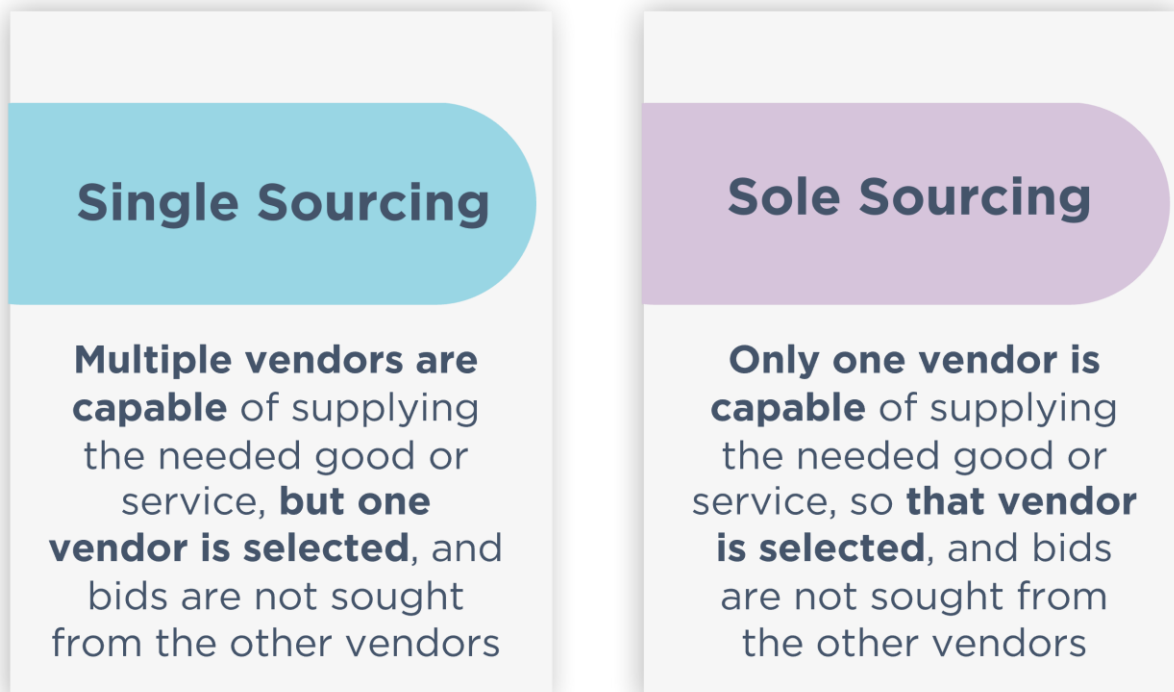 Single Sourcing
Multiple vendors are
capable of supplying
the needed good or
service, but one
vendor is selected, and
bids are not sought
from the other vendors
Sole Sourcing
Only one vendor is
capable of supplying
the needed good or
service, so that vendor
is selected, and bids
are not sought from
the other vendors